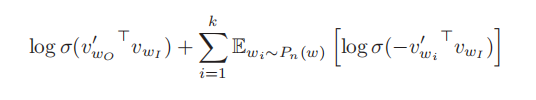 log σ(v′_{w_O}^⊤ v_{w_I}) + ∑_{i=1}^{k} 𝔼_{w_i∼P_n(w)} [log σ(−v′_{w_i}^⊤ v_{w_I})]